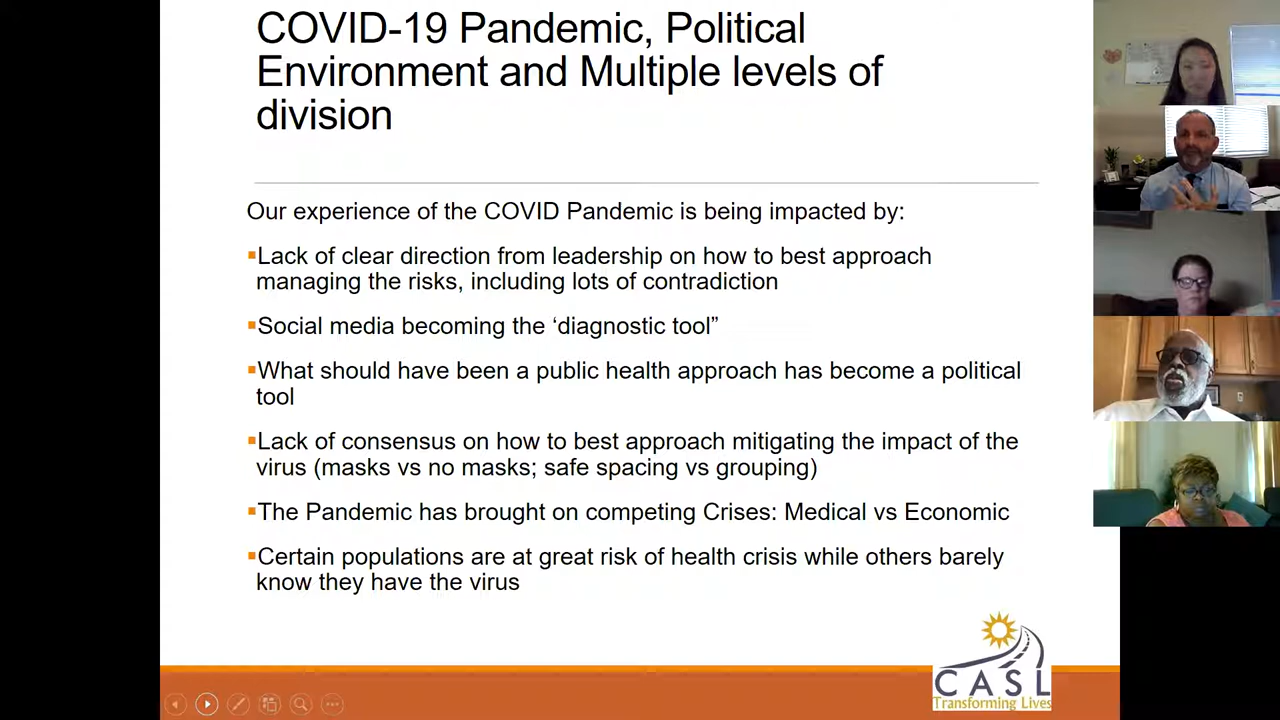 COVID-19 Pandemic, Political
Environment and Multiple levels of
division
Our experience of the COVID Pandemic is being impacted by:
▪Lack of clear direction from leadership on how to best approach
managing the risks, including lots of contradiction
▪Social media becoming the ‘diagnostic tool”
▪What should have been a public health approach has become a political
tool
▪Lack of consensus on how to best approach mitigating the impact of the
virus (masks vs no masks; safe spacing vs grouping)
▪The Pandemic has brought on competing Crises: Medical vs Economic
▪Certain populations are at great risk of health crisis while others barely
know they have the virus
CASL
Transforming Lives